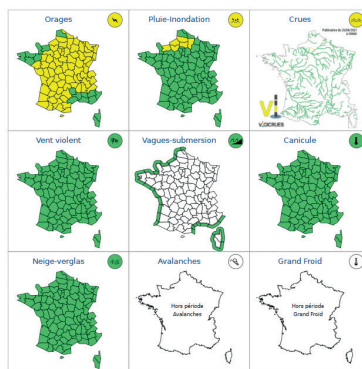 Orages
Pluie-Inondation
Crues
VIGICRUES
Vent violent
Vagues-submersion
Canicule
Neige-verglas
Avalanches
Grand Froid
Hors période
Avalanches
Hors période
Grand Froid